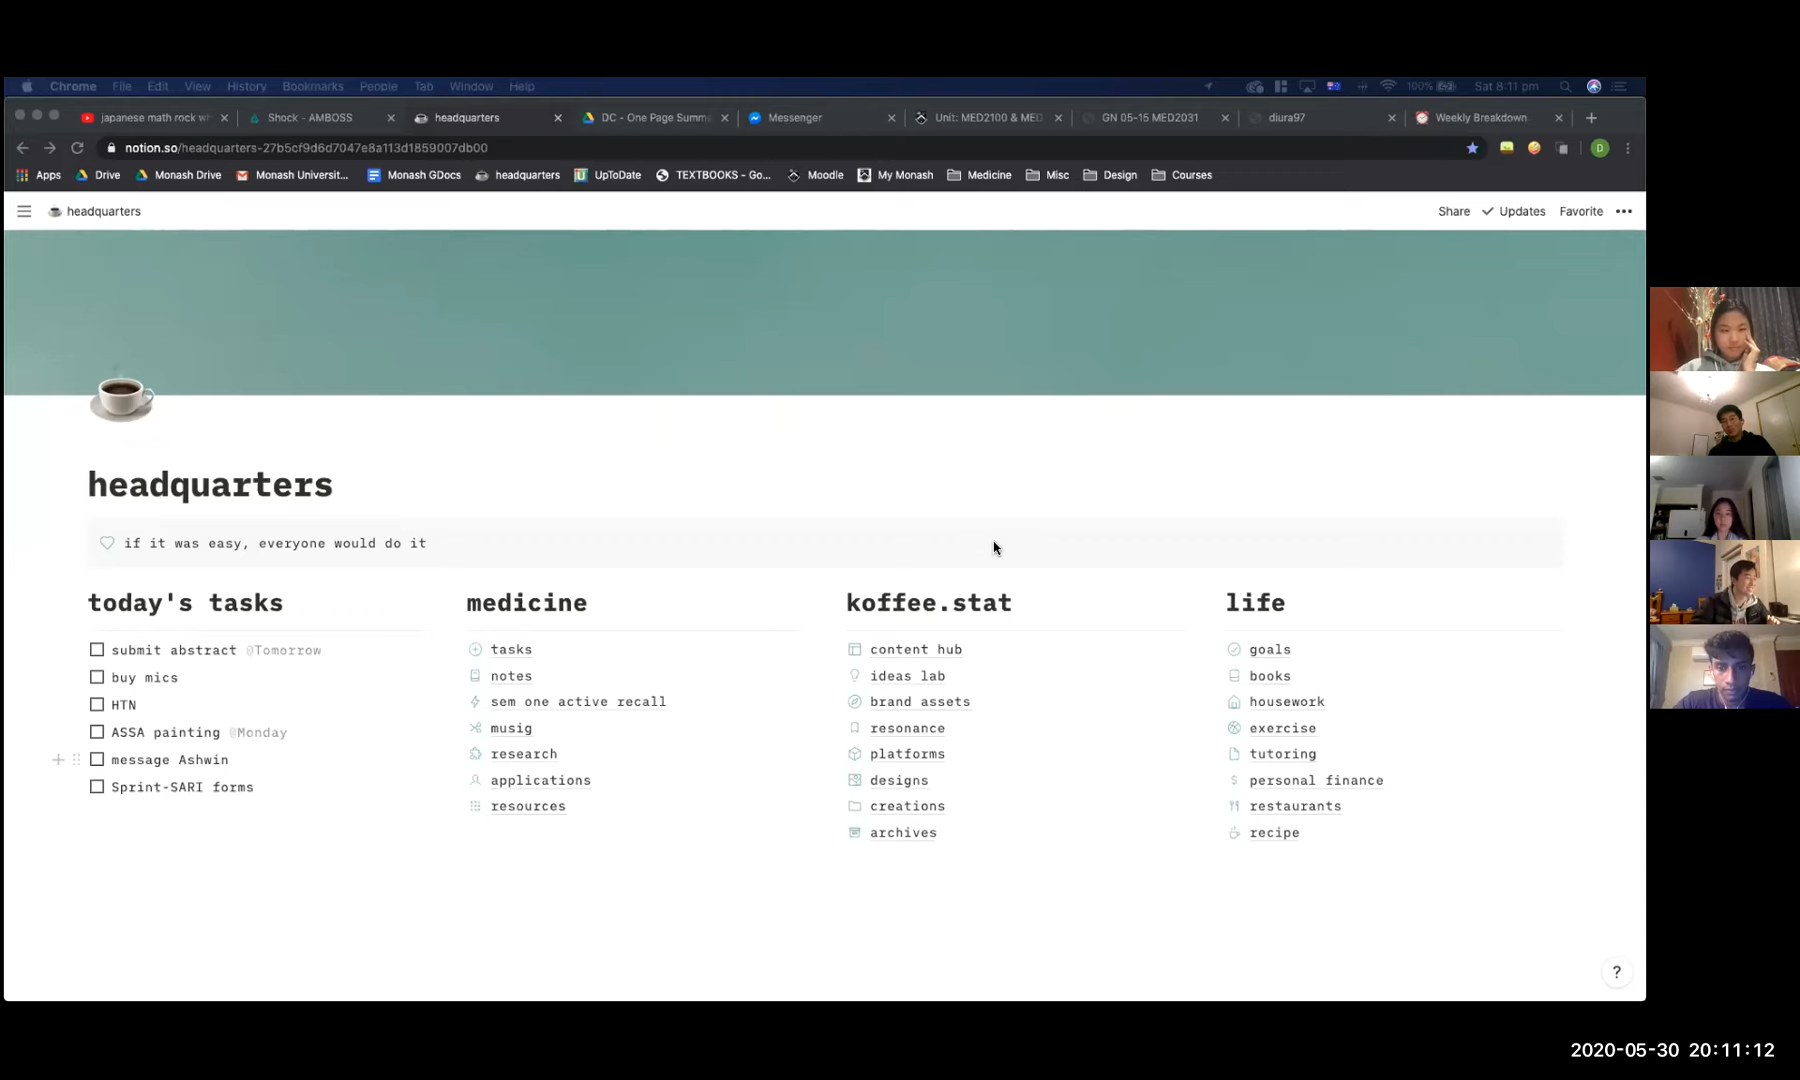 Chrome File Edit View History Bookmarks People Tab Window Help 100% Sat 8:11 pm
japanese math rock wh Shock - AMBOSS headquarters DC - One Page Summ Messenger Unit: MED2100 & MED GN 05-15 MED2031 diura97 Weekly Breakdown
notion.so/headquarters-27b5cf9d6d7047e8a113d1859007db00 D
Apps Drive Monash Drive Monash Universit... Monash GDocs headquarters UpToDate TEXTBOOKS - Go... Moodle My Monash Medicine Misc Design Courses
headquarters Share Updates Favorite
headquarters
if it was easy, everyone would do it
today's tasks
submit abstract @Tomorrow
buy mics
HTN
ASSA painting @Monday
message Ashwin
Sprint-SARI forms
medicine
tasks
notes
sem one active recall
musig
research
applications
resources
koffee.stat
content hub
ideas lab
brand assets
resonance
platforms
designs
creations
archives
life
goals
books
housework
exercise
tutoring
personal finance
restaurants
recipe
?
2020-05-30 20:11:12